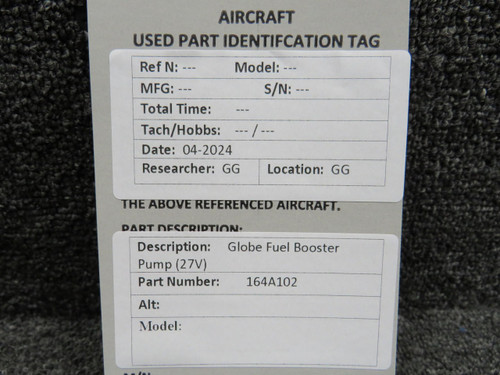 AIRCRAFT
USED PART IDENTIFCATION TAG
Ref N: --- Model: ---
MFG: --- S/N: ---
Total Time: ---
Tach/Hobbs: --- / ---
Date: 04-2024
Researcher: GG Location: GG
THE ABOVE REFERENCED AIRCRAFT.
PART DESCRIPTION:
Description: Globe Fuel Booster
Pump (27V)
Part Number: 164A102
Alt:
Model: